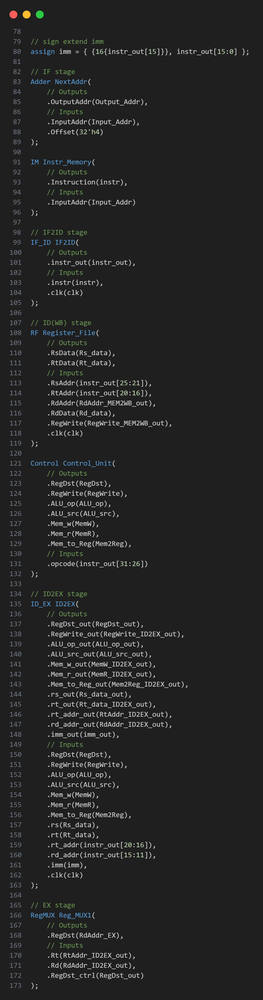 78
79 // sign extend imm
80 assign imm = { {16{instr_out[15]}}, instr_out[15:0] };
81
82 // IF stage
83 Adder NextAddr(
84     // Outputs
85     .OutputAddr(Output_Addr),
86     // Inputs
87     .InputAddr(Input_Addr),
88     .Offset(32'h4)
89 );
90
91 IM Instr_Memory(
92     // Outputs
93     .Instruction(instr),
94     // Inputs
95     .InputAddr(Input_Addr)
96 );
97
98 // IF2ID stage
99 IF_ID IF2ID(
100     // Outputs
101     .instr_out(instr_out),
102     // Inputs
103     .instr(instr),
104     .clk(clk)
105 );
106
107 // ID(WB) stage
108 RF Register_File(
109     // Outputs
110     .RsData(Rs_data),
111     .RtData(Rt_data),
112     // Inputs
113     .RsAddr(instr_out[25:21]),
114     .RtAddr(instr_out[20:16]),
115     .RdAddr(RdAddr_MEM2WB_out),
116     .RdData(Rd_data),
117     .RegWrite(RegWrite_MEM2WB_out),
118     .clk(clk)
119 );
120
121 Control Control_Unit(
122     // Outputs
123     .RegDst(RegDst),
124     .RegWrite(RegWrite),
125     .ALU_op(ALU_op),
126     .ALU_src(ALU_src),
127     .Mem_w(MemW),
128     .Mem_r(MemR),
129     .Mem_to_Reg(Mem2Reg),
130     // Inputs
131     .opcode(instr_out[31:26])
132 );
133
134 // ID2EX stage
135 ID_EX ID2EX(
136     // Outputs
137     .RegDst_out(RegDst_out),
138     .RegWrite_out(RegWrite_ID2EX_out),
139     .ALU_op_out(ALU_op_out),
140     .ALU_src_out(ALU_src_out),
141     .Mem_w_out(MemW_ID2EX_out),
142     .Mem_r_out(MemR_ID2EX_out),
143     .Mem_to_Reg_out(Mem2Reg_ID2EX_out),
144     .rs_out(Rs_data_out),
145     .rt_out(Rt_data_ID2EX_out),
146     .rt_addr_out(RtAddr_ID2EX_out),
147     .rd_addr_out(RdAddr_ID2EX_out),
148     .imm_out(imm_out),
149     // Inputs
150     .RegDst(RegDst),
151     .RegWrite(RegWrite),
152     .ALU_op(ALU_op),
153     .ALU_src(ALU_src),
154     .Mem_w(MemW),
155     .Mem_r(MemR),
156     .Mem_to_Reg(Mem2Reg),
157     .rs(Rs_data),
158     .rt(Rt_data),
159     .rt_addr(instr_out[20:16]),
160     .rd_addr(instr_out[15:11]),
161     .imm(imm),
162     .clk(clk)
163 );
164
165 // EX stage
166 RegMUX Reg_MUX1(
167     // Outputs
168     .RegDst(RdAddr_EX),
169     // Inputs
170     .Rt(RtAddr_ID2EX_out),
171     .Rd(RdAddr_ID2EX_out),
172     .RegDst_ctrl(RegDst_out)
173 );